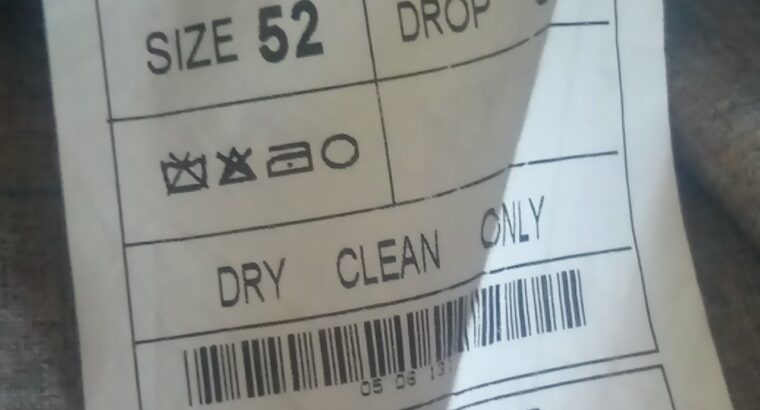 SIZE 52 DROP
DRY CLEAN ONLY
05 06 13